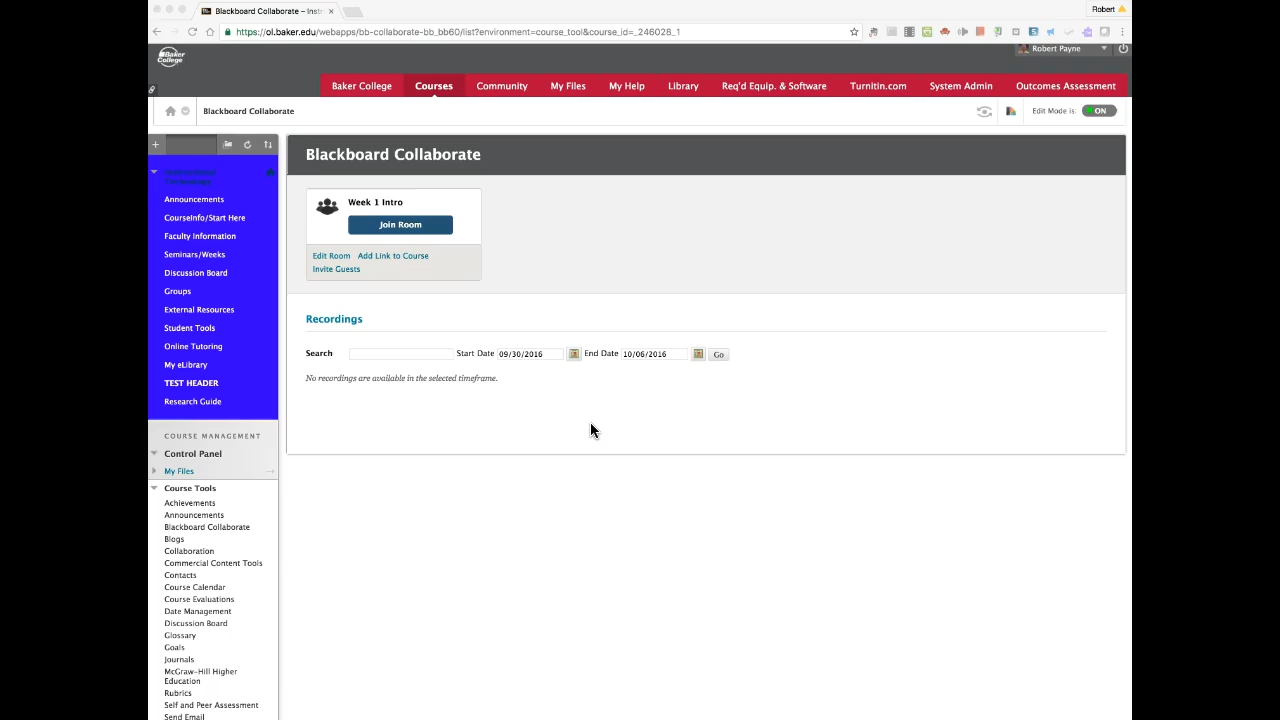 Blackboard Collaborate – Instr
Robert
https://ol.baker.edu/webapps/bb-collaborate-bb_bb60/list?environment=course_tool&course_id=_246028_1
Baker
College
Robert Payne
Baker College Courses Community My Files My Help Library Req'd Equip. & Software Turnitin.com System Admin Outcomes Assessment
Blackboard Collaborate
Edit Mode is: ON
Announcements
CourseInfo/Start Here
Faculty Information
Seminars/Weeks
Discussion Board
Groups
External Resources
Student Tools
Online Tutoring
My eLibrary
TEST HEADER
Research Guide
COURSE MANAGEMENT
Control Panel
My Files
Course Tools
Achievements
Announcements
Blackboard Collaborate
Blogs
Collaboration
Commercial Content Tools
Contacts
Course Calendar
Course Evaluations
Date Management
Discussion Board
Glossary
Goals
Journals
McGraw-Hill Higher
Education
Rubrics
Self and Peer Assessment
Send Email
Blackboard Collaborate
Week 1 Intro
Join Room
Edit Room Add Link to Course
Invite Guests
Recordings
Search Start Date 09/30/2016 End Date 10/06/2016 Go
No recordings are available in the selected timeframe.